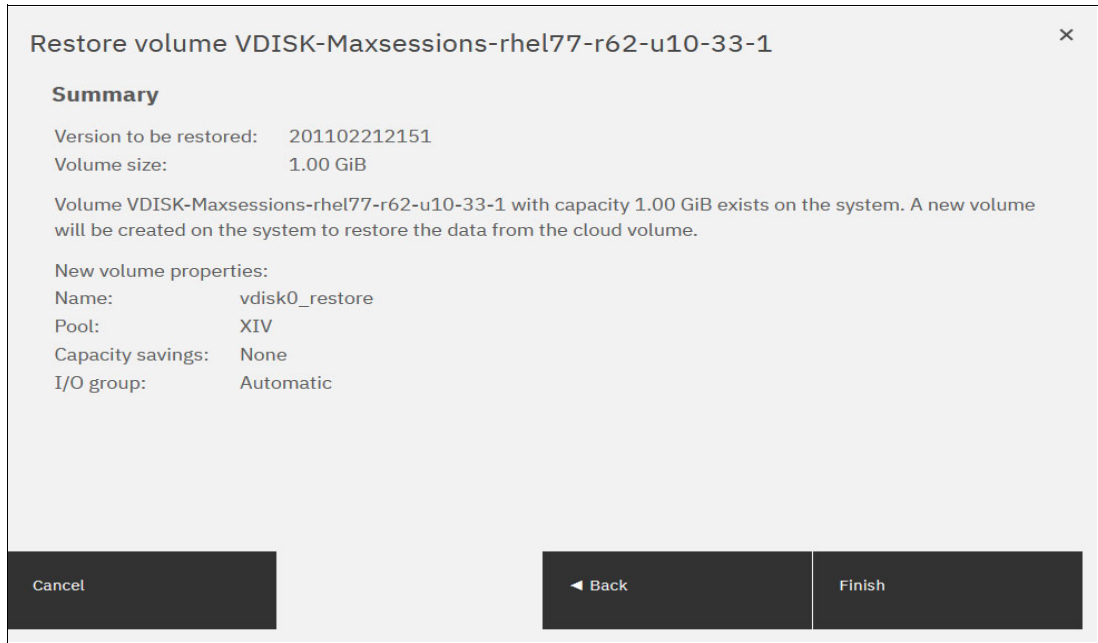 Restore volume VDISK-Maxsessions-rhel77-r62-u10-33-1
×
Summary
Version to be restored: 201102212151
Volume size: 1.00 GiB
Volume VDISK-Maxsessions-rhel77-r62-u10-33-1 with capacity 1.00 GiB exists on the system. A new volume
will be created on the system to restore the data from the cloud volume.
New volume properties:
Name: vdisk0_restore
Pool: XIV
Capacity savings: None
I/O group: Automatic
Cancel
◄ Back
Finish